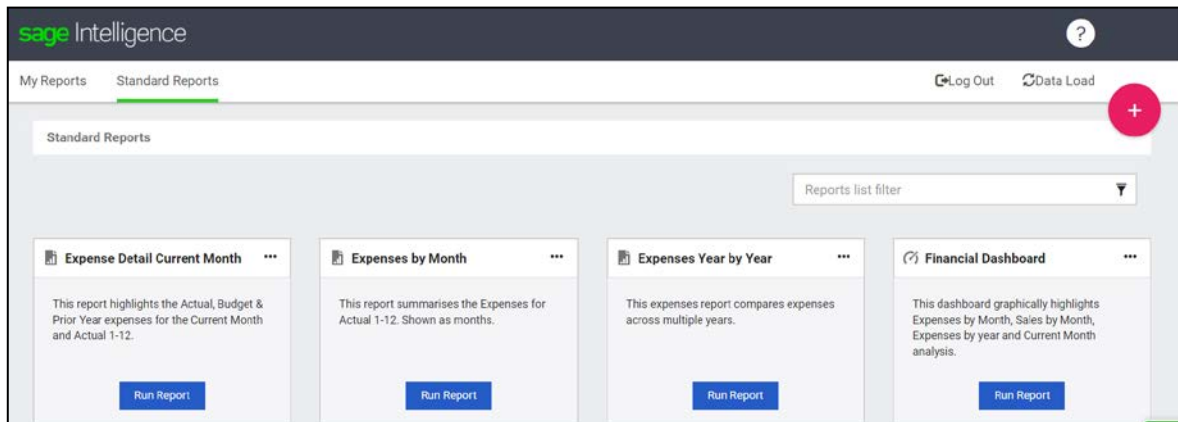 sage Intelligence
?
My Reports Standard Reports Log Out Data Load
+
Standard Reports
Reports list filter
Expense Detail Current Month ...
This report highlights the Actual, Budget &
Prior Year expenses for the Current Month
and Actual 1-12.
Run Report
Expenses by Month ...
This report summarises the Expenses for
Actual 1-12. Shown as months.
Run Report
Expenses Year by Year ...
This expenses report compares expenses
across multiple years.
Run Report
Financial Dashboard ...
This dashboard graphically highlights
Expenses by Month, Sales by Month,
Expenses by year and Current Month
analysis.
Run Report